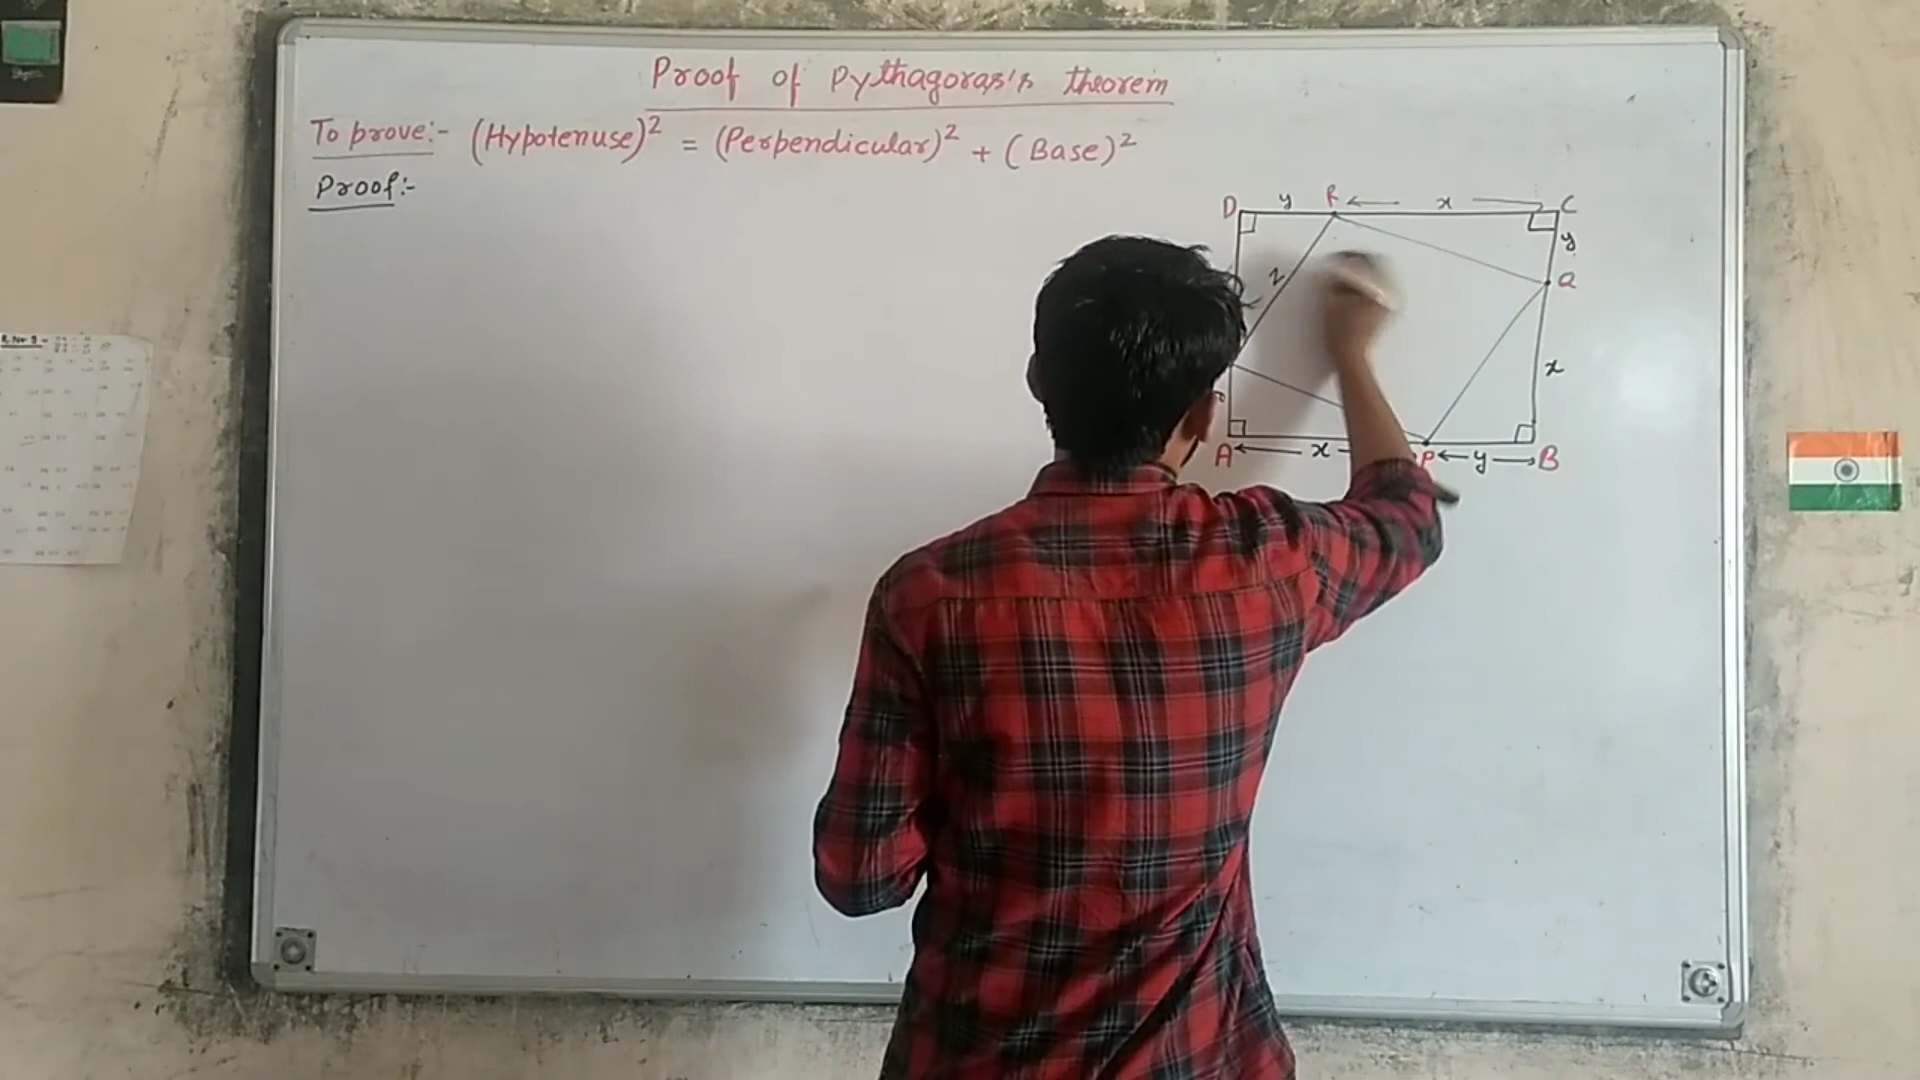 Proof of Pythagoras's theorem
To prove:- (Hypotenuse)² = (Perpendicular)² + (Base)²
Proof:-
D y R x C
y
z
Q
x
A x P y B